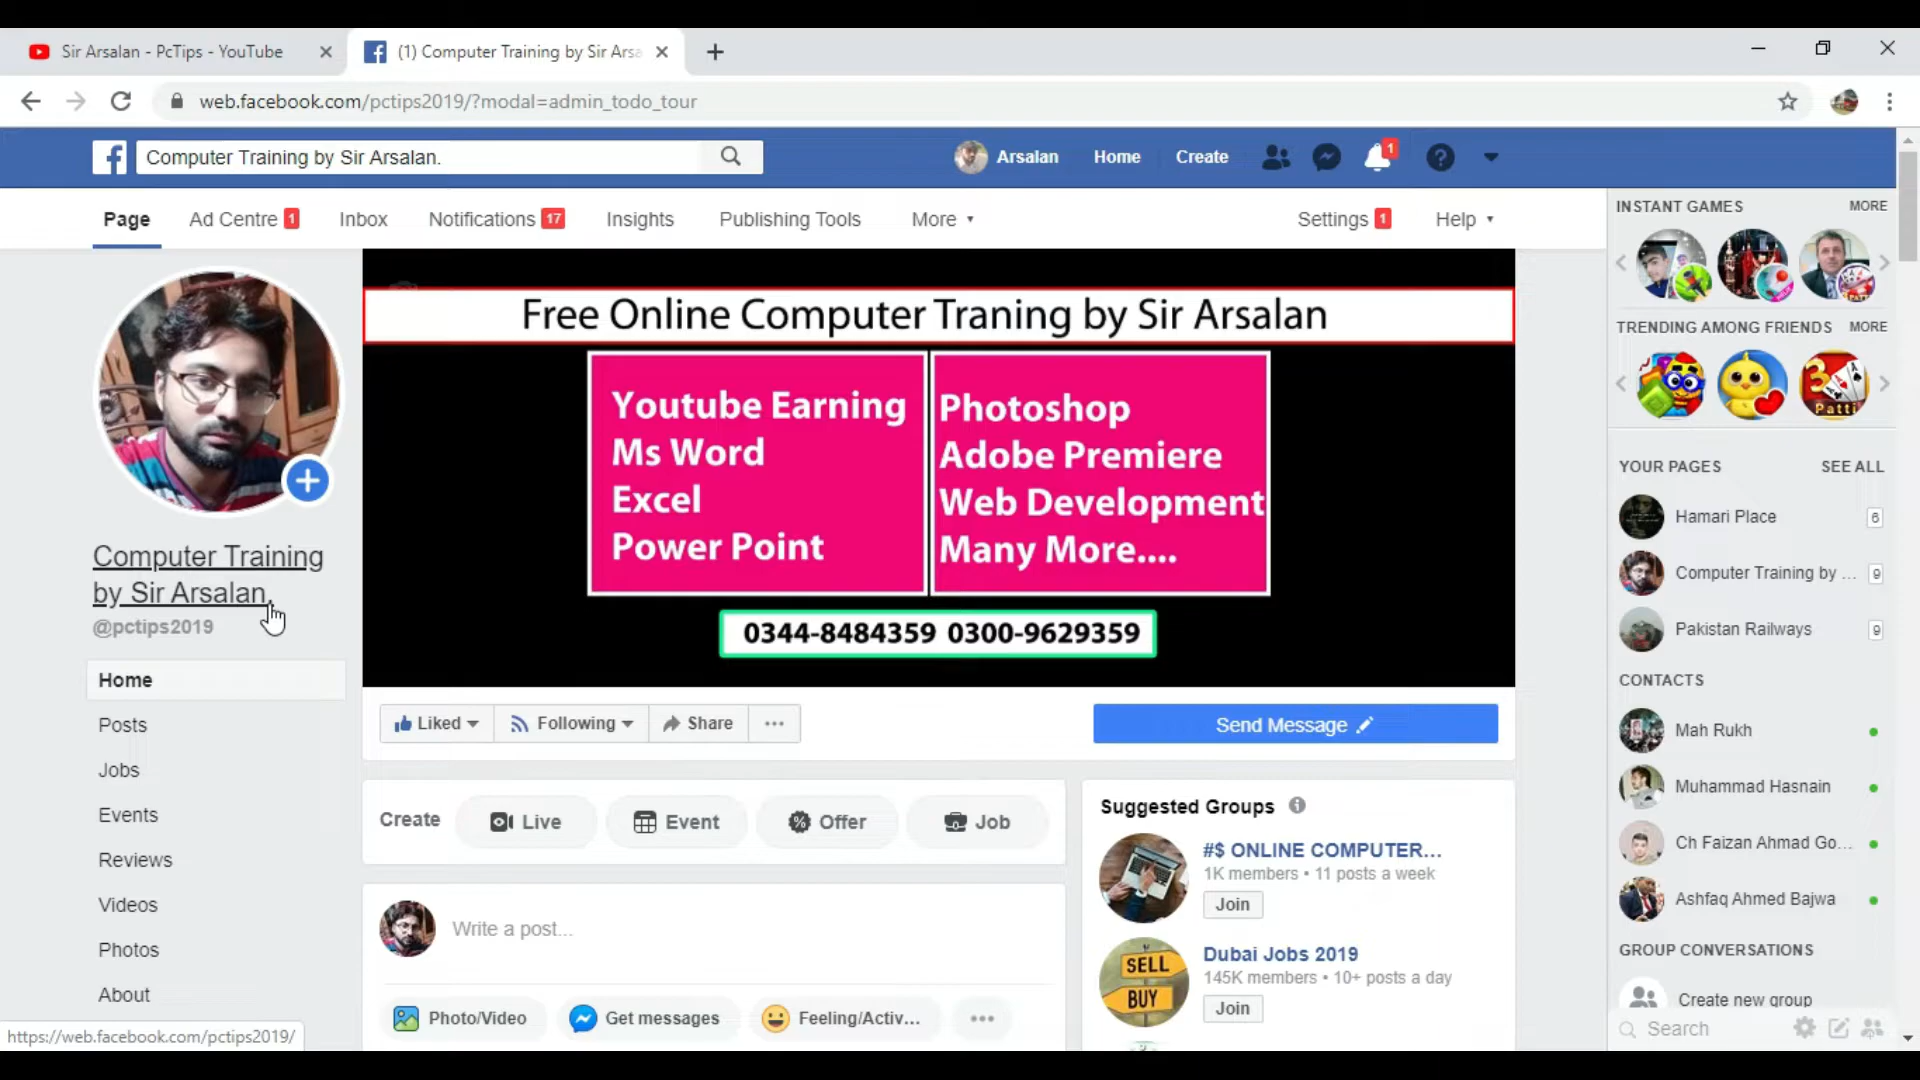 Sir Arsalan - PcTips - YouTube
(1) Computer Training by Sir Arsa
web.facebook.com/pctips2019/?modal=admin_todo_tour
Computer Training by Sir Arsalan.
Arsalan
Home
Create
1
Page
Ad Centre 1
Inbox
Notifications 17
Insights
Publishing Tools
More
Settings 1
Help
Free Online Computer Traning by Sir Arsalan
Youtube Earning
Ms Word
Excel
Power Point
Photoshop
Adobe Premiere
Web Development
Many More....
0344-8484359 0300-9629359
Computer Training
by Sir Arsalan.
@pctips2019
Home
Posts
Jobs
Events
Reviews
Videos
Photos
About
https://web.facebook.com/pctips2019/
Liked
Following
Share
Send Message
Create
Live
Event
Offer
Job
Write a post...
Photo/Video
Get messages
Feeling/Activ...
Suggested Groups
#$ ONLINE COMPUTER...
1K members • 11 posts a week
Join
SELL
BUY
Dubai Jobs 2019
145K members • 10+ posts a day
Join
INSTANT GAMES
MORE
TRENDING AMONG FRIENDS
MORE
3
Patti
YOUR PAGES
SEE ALL
Hamari Place
6
Computer Training by ...
9
Pakistan Railways
9
CONTACTS
Mah Rukh
Muhammad Hasnain
Ch Faizan Ahmad Go...
Ashfaq Ahmed Bajwa
GROUP CONVERSATIONS
Create new group
Search